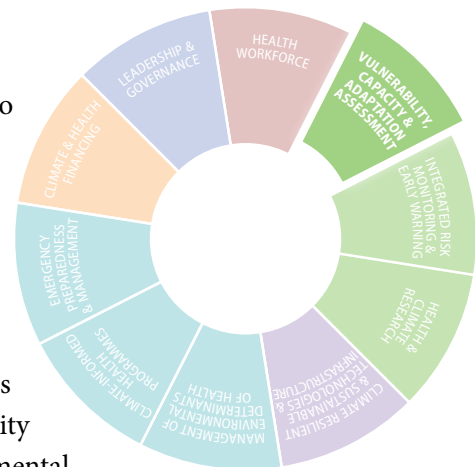 HEALTH
WORKFORCE
VULNERABILITY,
CAPACITY &
ADAPTATION
ASSESSMENT
INTEGRATED RISK
MONITORING &
EARLY WARNING
HEALTH &
CLIMATE
RESEARCH
CLIMATE RESILIENT
& SUSTAINABLE
TECHNOLOGIES &
INFRASTRUCTURE
MANAGEMENT OF
ENVIRONMENTAL
DETERMINANTS
OF HEALTH
CLIMATE-INFORMED
HEALTH
PROGRAMMES
EMERGENCY
PREPAREDNESS
& MANAGEMENT
CLIMATE & HEALTH
FINANCING
LEADERSHIP &
GOVERNANCE